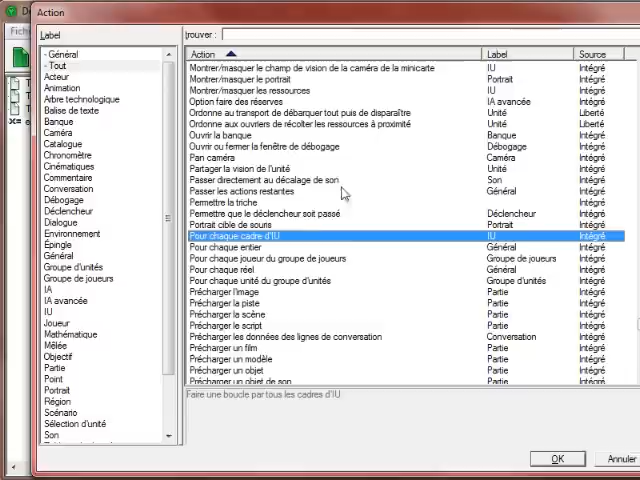 Action
Fich
Label
trouver :
- Général
- Tout
Acteur
Animation
Arbre technologique
Balise de texte
Banque
Caméra
Catalogue
Chronomètre
Cinématiques
Commentaire
Conversation
Débogage
Déclencheur
Dialogue
Environnement
Épingle
Général
Groupe d'unités
Groupe de joueurs
IA
IA avancée
IU
Joueur
Mathématique
Mêlée
Objectif
Partie
Point
Portrait
Région
Scénario
Sélection d'unité
Son
Action Label Source
Montrer/masquer le champ de vision de la caméra de la minicarte IU Intégré
Montrer/masquer le portrait Portrait Intégré
Montrer/masquer les ressources IU Intégré
Option faire des réserves IA avancée Intégré
Ordonne au transport de débarquer tout puis de disparaître Unité Liberté
Ordonne aux ouvriers de récolter les ressources à proximité Unité Liberté
Ouvrir la banque Banque Intégré
Ouvrir ou fermer la fenêtre de débogage Débogage Intégré
Pan caméra Caméra Intégré
Partager la vision de l'unité Unité Intégré
Passer directement au décalage de son Son Intégré
Passer les actions restantes Général Intégré
Permettre la triche Intégré
Permettre que le déclencheur soit passé Déclencheur Intégré
Portrait cible de souris Portrait Intégré
Pour chaque cadre d'IU IU Intégré
Pour chaque entier Général Intégré
Pour chaque joueur du groupe de joueurs Groupe de joueurs Intégré
Pour chaque réel Général Intégré
Pour chaque unité du groupe d'unités Groupe d'unités Intégré
Précharger l'image Partie Intégré
Précharger la piste Partie Intégré
Précharger la scène Partie Intégré
Précharger le script Partie Intégré
Précharger les données des lignes de conversation Conversation Intégré
Précharger un film Partie Intégré
Précharger un modèle Partie Intégré
Précharger un objet Partie Intégré
Précharger un objet de son Partie Intégré
Faire une boucle par tous les cadres d'IU
OK
Annuler